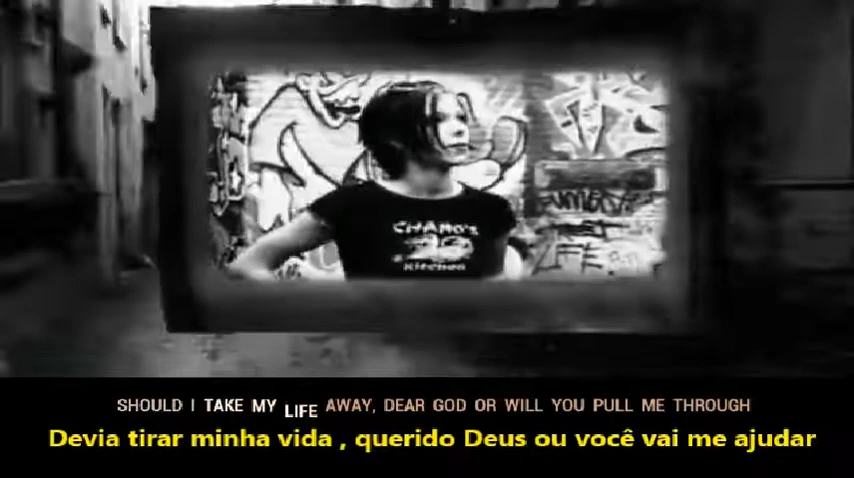 CHANO'S
KITCHEN
LIFE
SHOULD I TAKE MY LIFE AWAY, DEAR GOD OR WILL YOU PULL ME THROUGH
Devia tirar minha vida , querido Deus ou você vai me ajudar